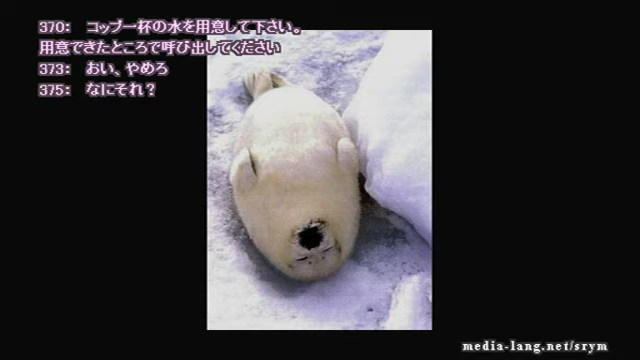 370: コップ一杯の水を用意して下さい。
用意できたところで呼び出してください
373: おい、やめろ
375: なにそれ？
media-lang.net/srym